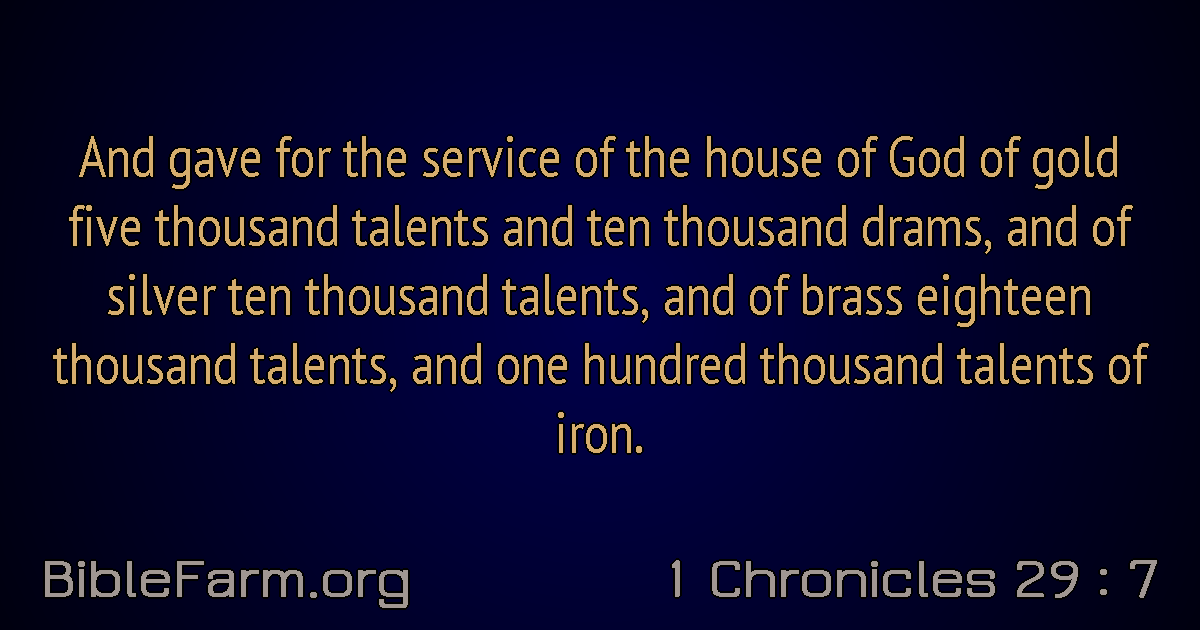 And gave for the service of the house of God of gold
five thousand talents and ten thousand drams, and of
silver ten thousand talents, and of brass eighteen
thousand talents, and one hundred thousand talents of
iron.
BibleFarm.org
1 Chronicles 29 : 7